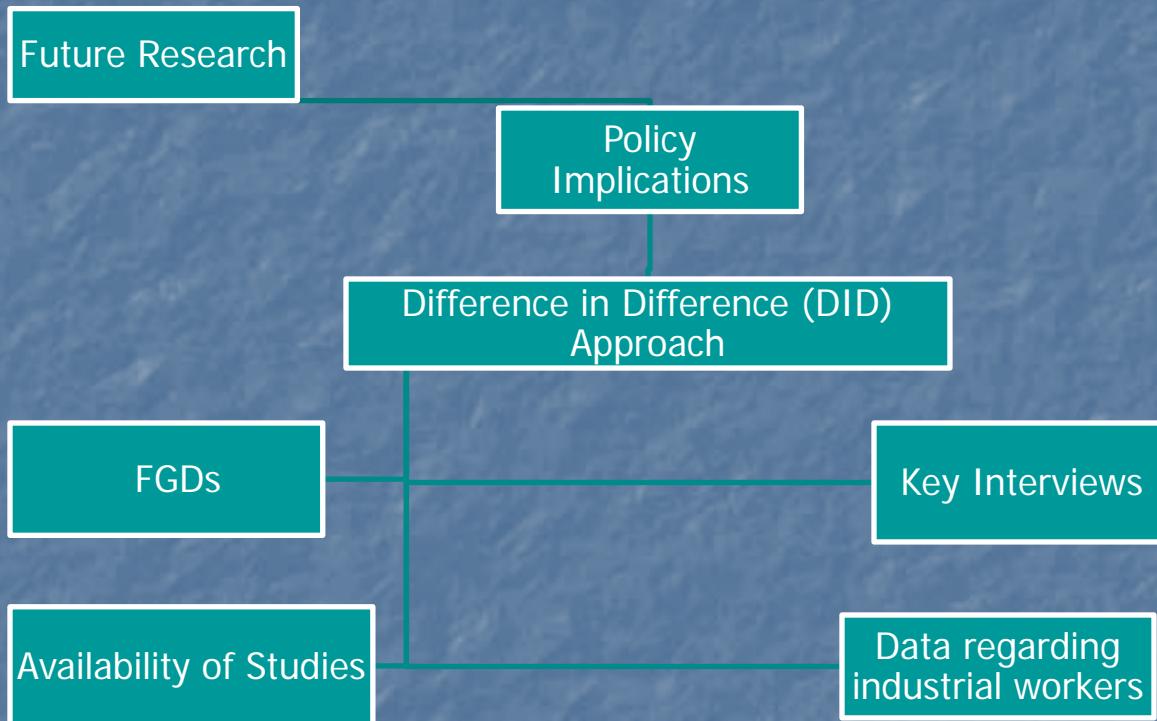 Future Research
Policy
Implications
Difference in Difference (DID)
Approach
FGDs
Key Interviews
Availability of Studies
Data regarding
industrial workers